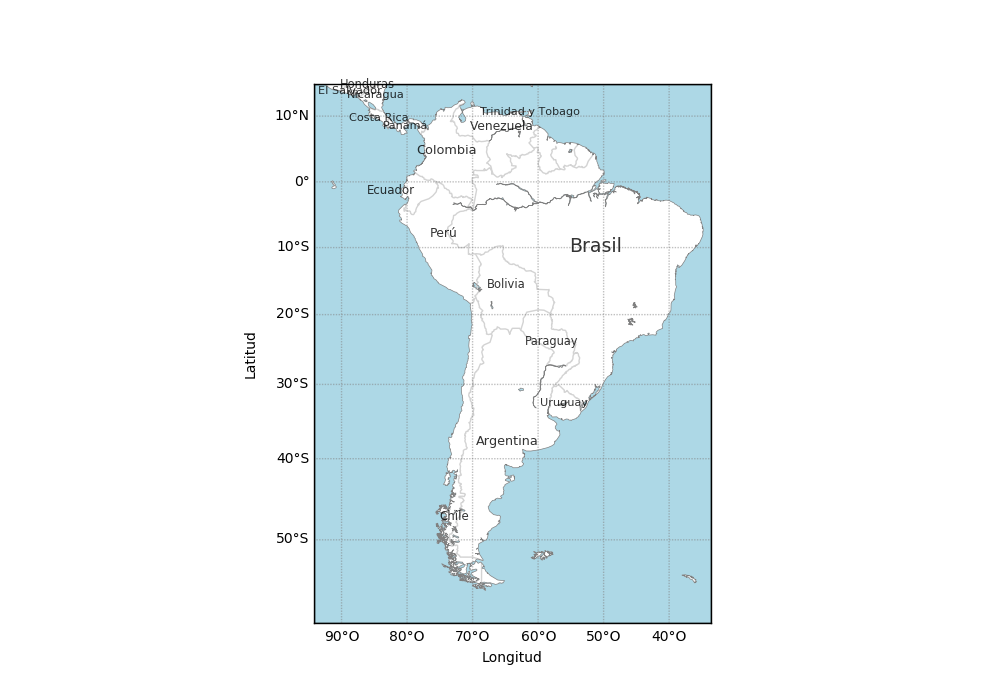 Honduras
El Salvador
Nicaragua
Trinidad y Tobago
10°N
Costa Rica
Panamá
Venezuela
Colombia
0°
Ecuador
Perú
10°S
Brasil
Bolivia
20°S
Paraguay
Latitud
30°S
Uruguay
Argentina
40°S
Chile
50°S
90°O 80°O 70°O 60°O 50°O 40°O
Longitud